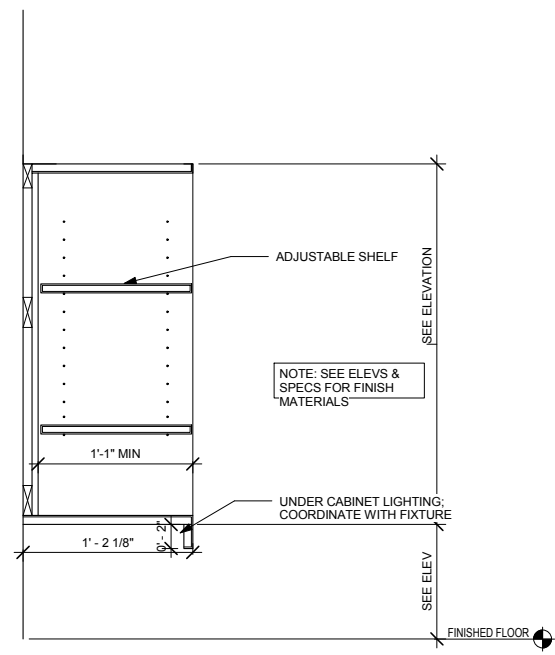 ADJUSTABLE SHELF
SEE ELEVATION
NOTE: SEE ELEVS &
SPECS FOR FINISH
MATERIALS
1'-1" MIN
UNDER CABINET LIGHTING;
COORDINATE WITH FIXTURE
1' - 2 1/8"
0' - 2"
SEE ELEV
FINISHED FLOOR